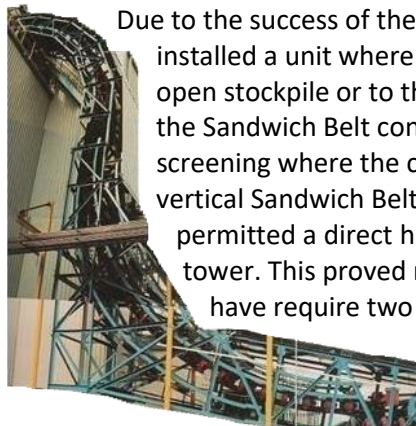 Due to the success of the
installed a unit where
open stockpile or to th
the Sandwich Belt con
screening where the
vertical Sandwich Belt
permitted a direct h
tower. This proved
have require two